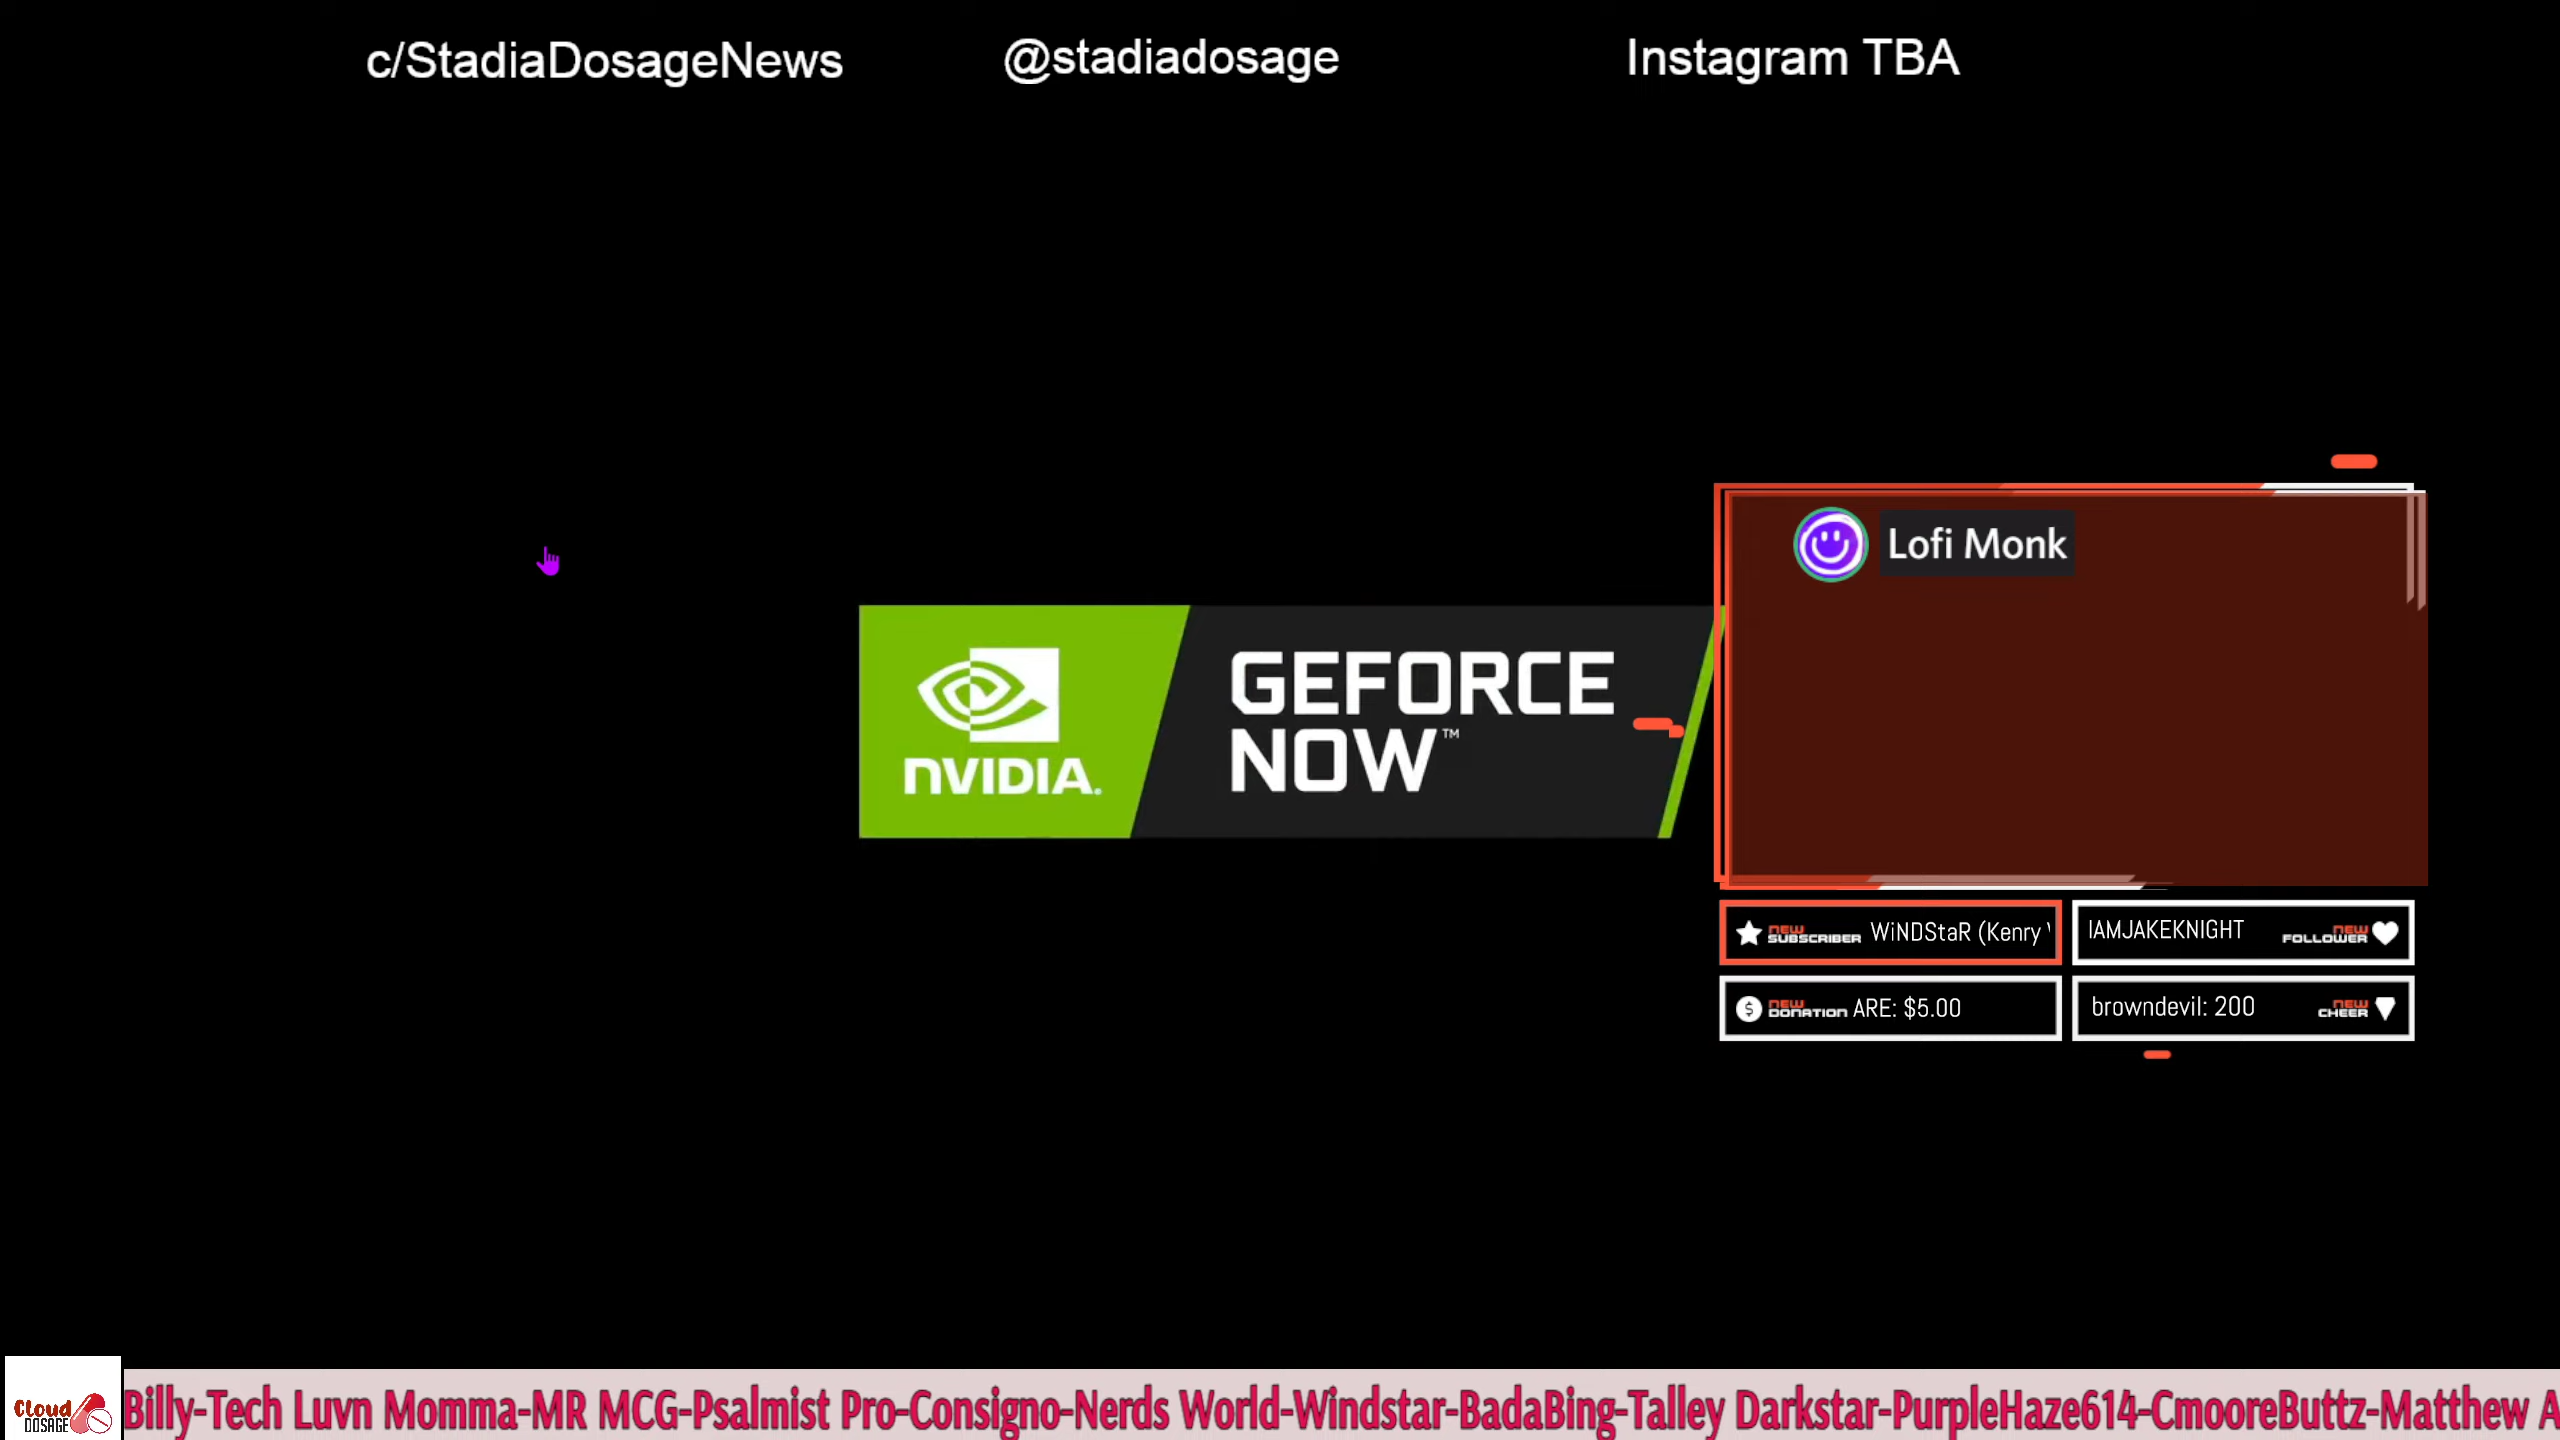 c/StadiaDosageNews
@stadiadosage
Instagram TBA
Lofi Monk
NVIDIA.
GEFORCE
NOW™
NEW SUBSCRIBER WiNDStaR (Kenry
IAMJAKEKNIGHT NEW FOLLOWER
NEW DONATION ARE: $5.00
browndevil: 200 NEW CHEER
Cloud
DOSAGE
Billy-Tech Luvn Momma-MR MCG-Psalmist Pro-Consigno-Nerds World-Windstar-BadaBing-Talley Darkstar-PurpleHaze614-CmooreButtz-Matthew A